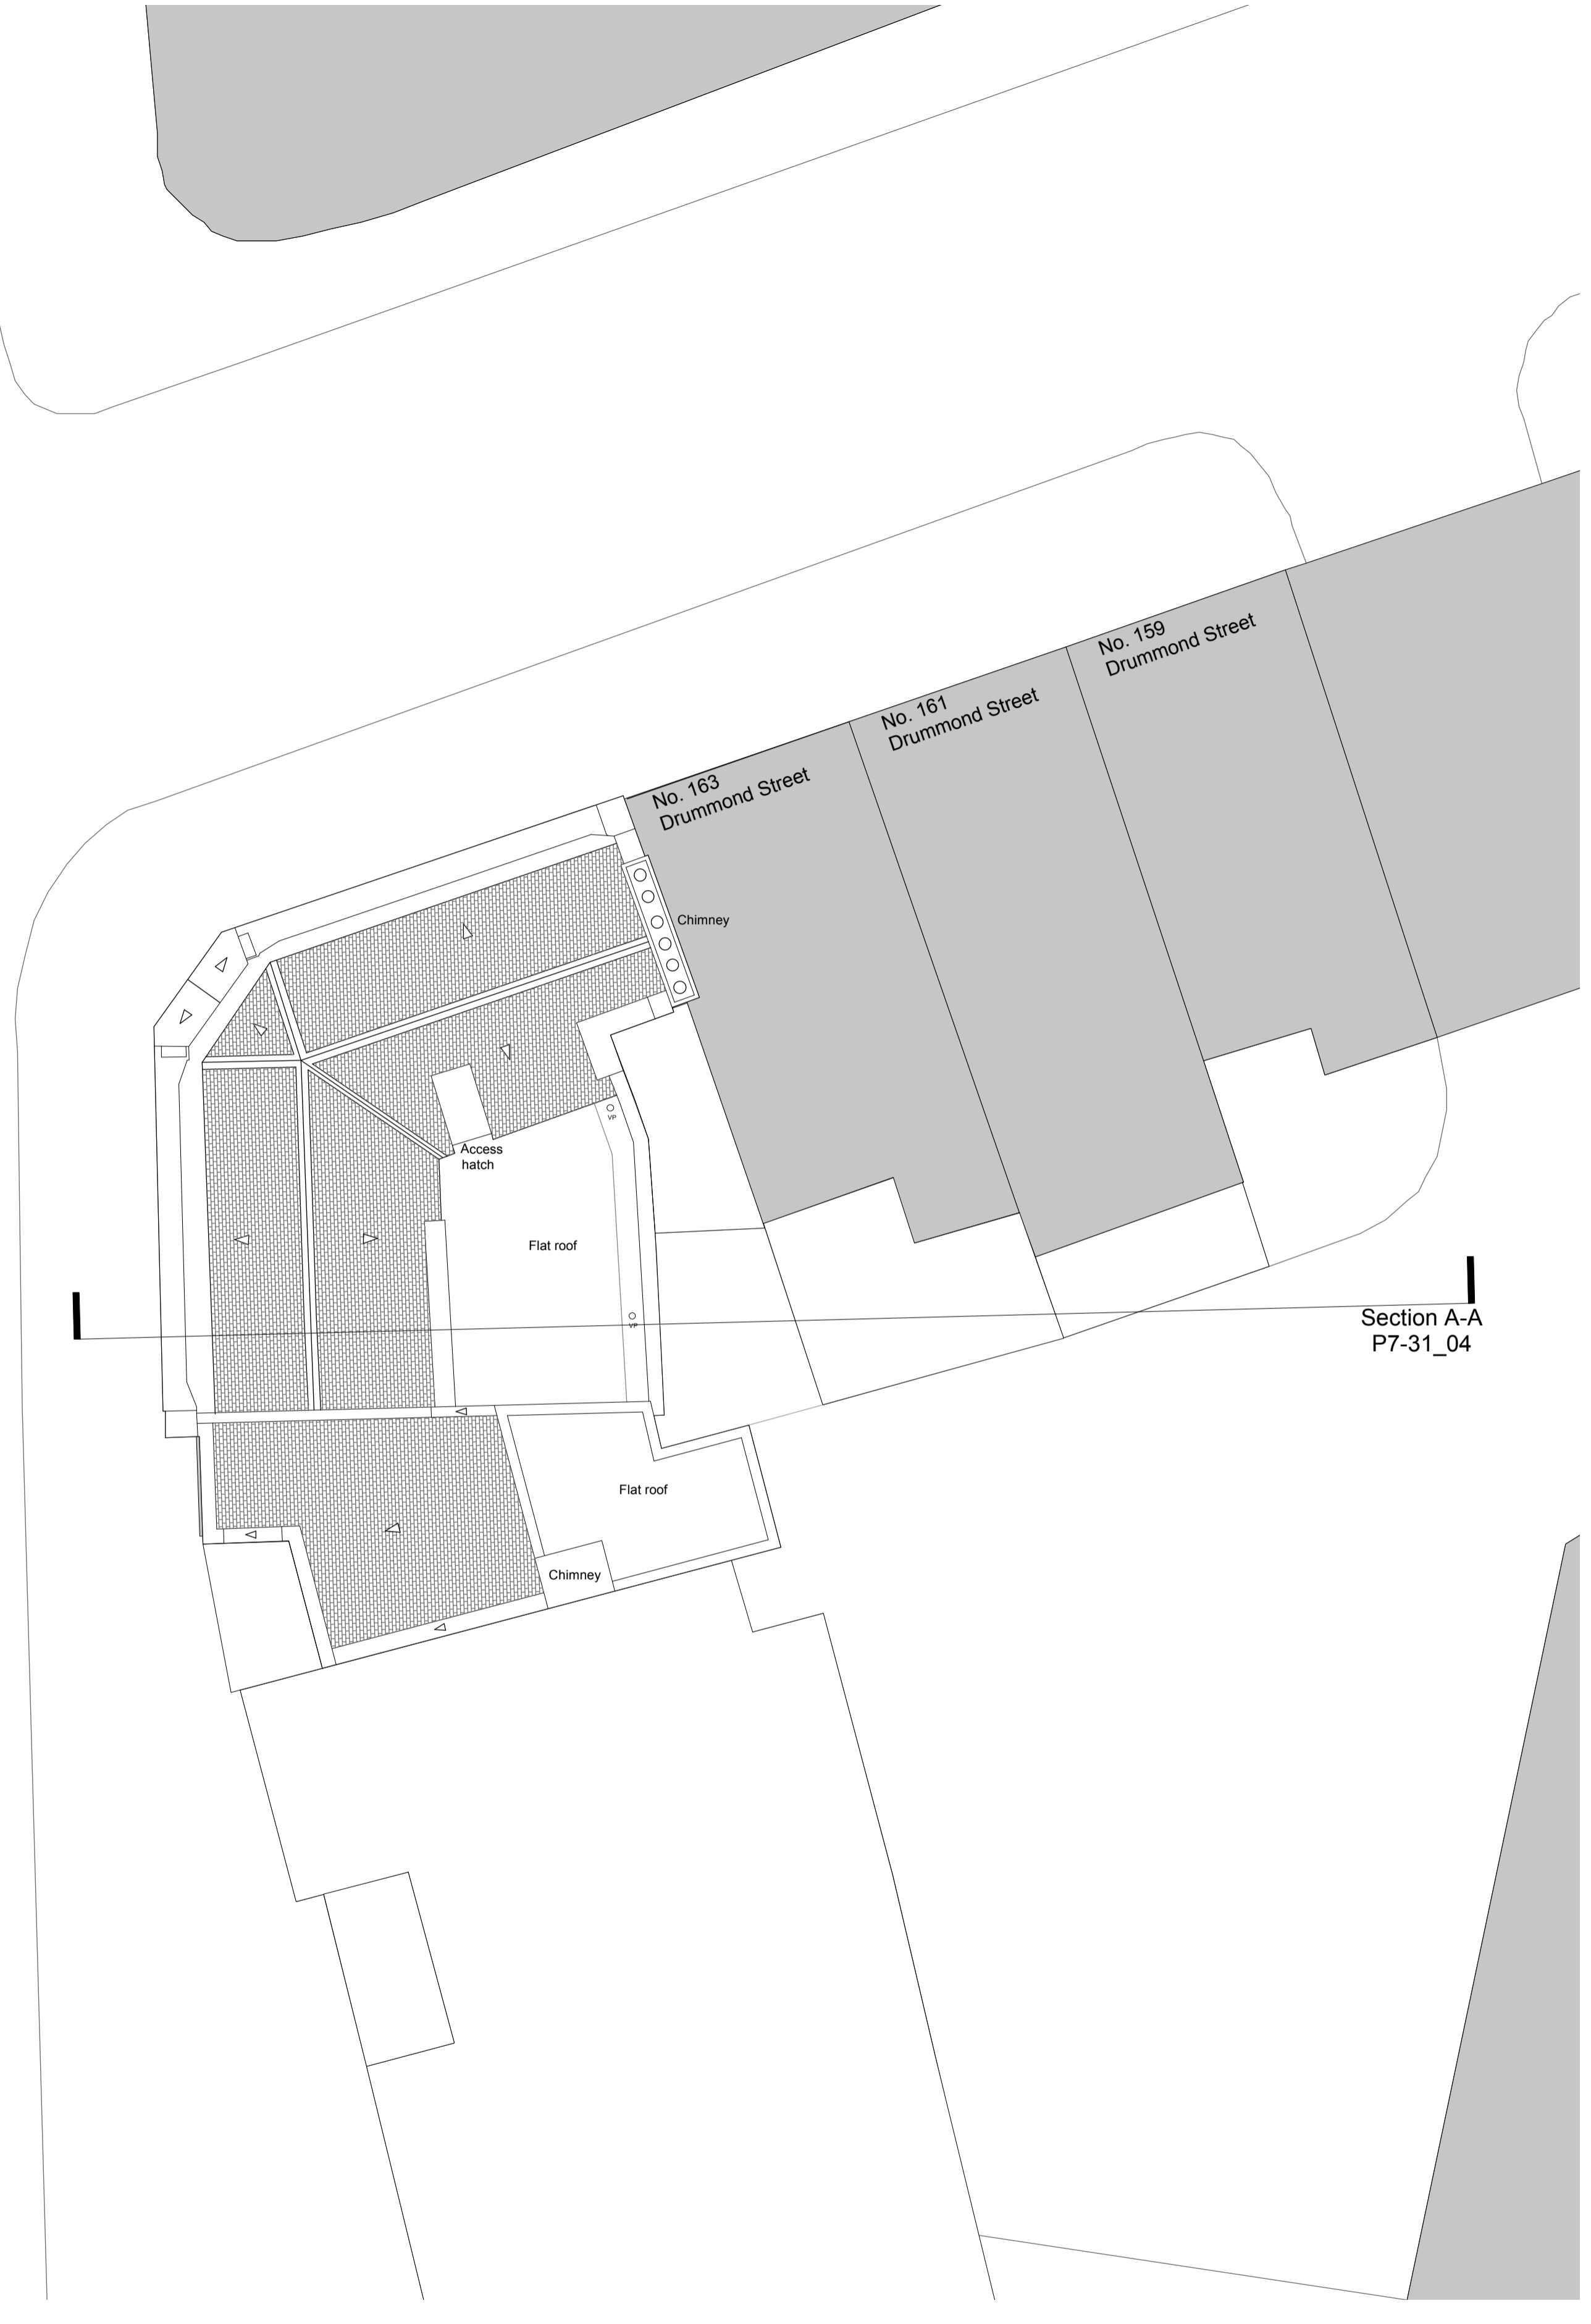 No. 159
Drummond Street
No. 161
Drummond Street
No. 163
Drummond Street
Chimney
VP
Access
hatch
Flat roof
VP
Section A-A
P7-31_04
Flat roof
Chimney